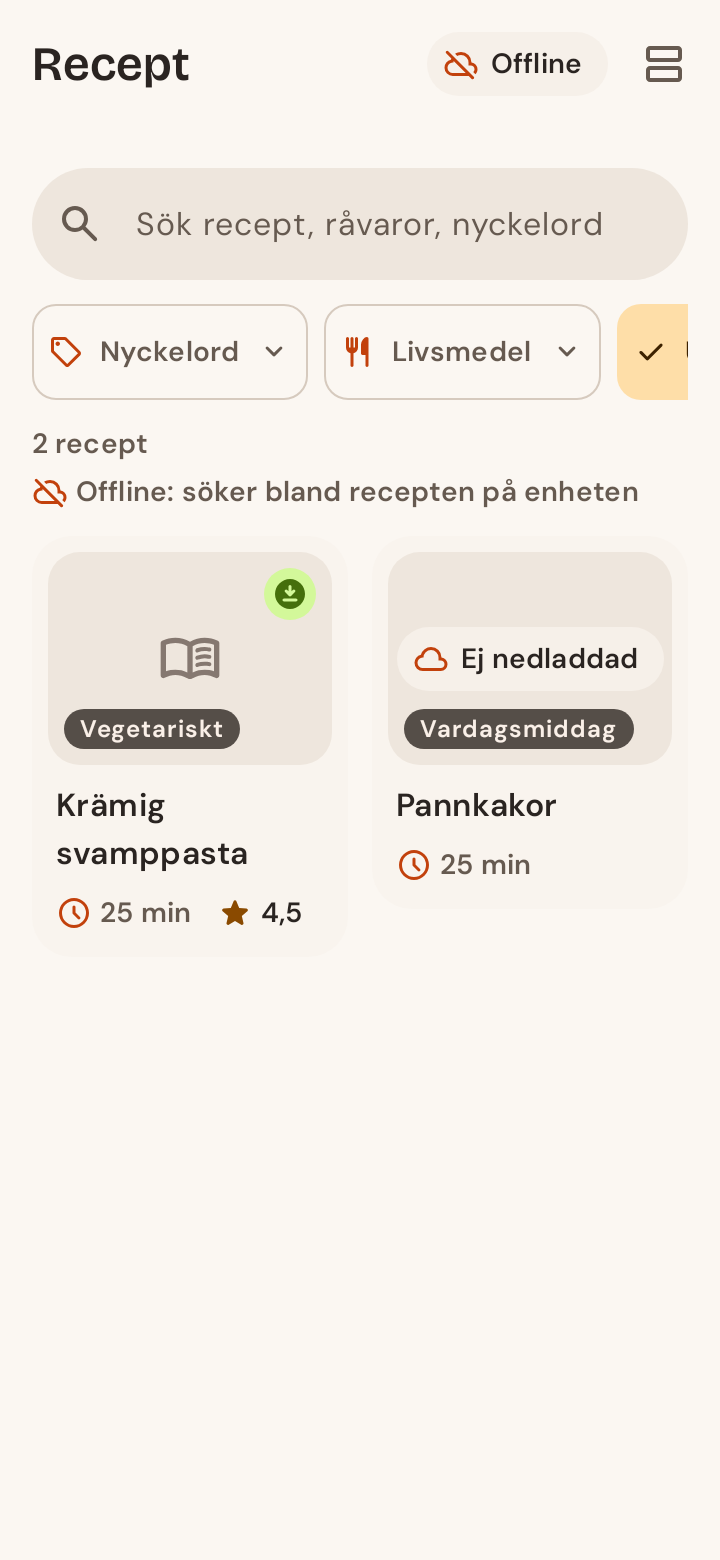 Recept
Offline
Sök recept, råvaror, nyckelord
Nyckelord
Livsmedel
2 recept
Offline: söker bland recepten på enheten
Vegetariskt
Krämig
svamppasta
25 min
4,5
Ej nedladdad
Vardagsmiddag
Pannkakor
25 min